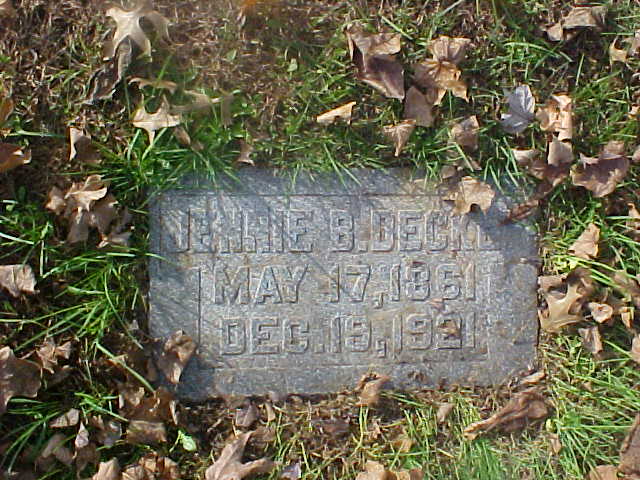 JENNIE B. DECKE
MAY 17, 1861
DEC. 19, 1921